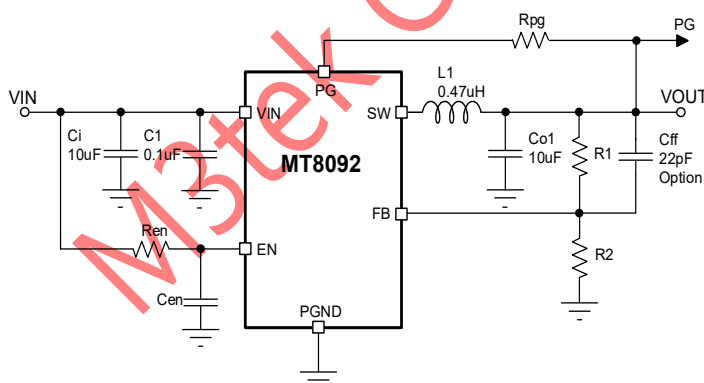 Rpg
PG
PG
L1
0.47uH
VIN
VIN
SW
VOUT
Ci
10uF
C1
0.1uF
MT8092
Co1
10uF
R1
Cff
22pF
Option
FB
Ren
EN
R2
Cen
PGND
M3tek C